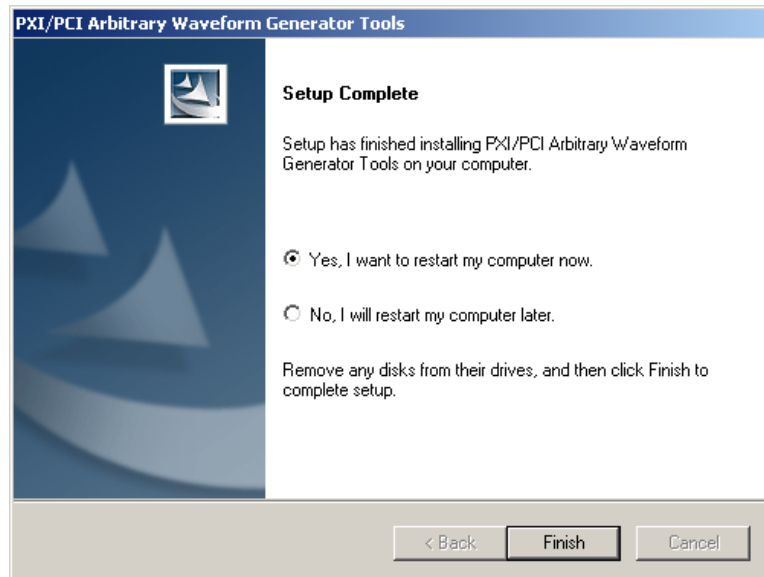 PXI/PCI Arbitrary Waveform Generator Tools
Setup Complete
Setup has finished installing PXI/PCI Arbitrary Waveform
Generator Tools on your computer.
Yes, I want to restart my computer now.
No, I will restart my computer later.
Remove any disks from their drives, and then click Finish to
complete setup.
< Back
Finish
Cancel